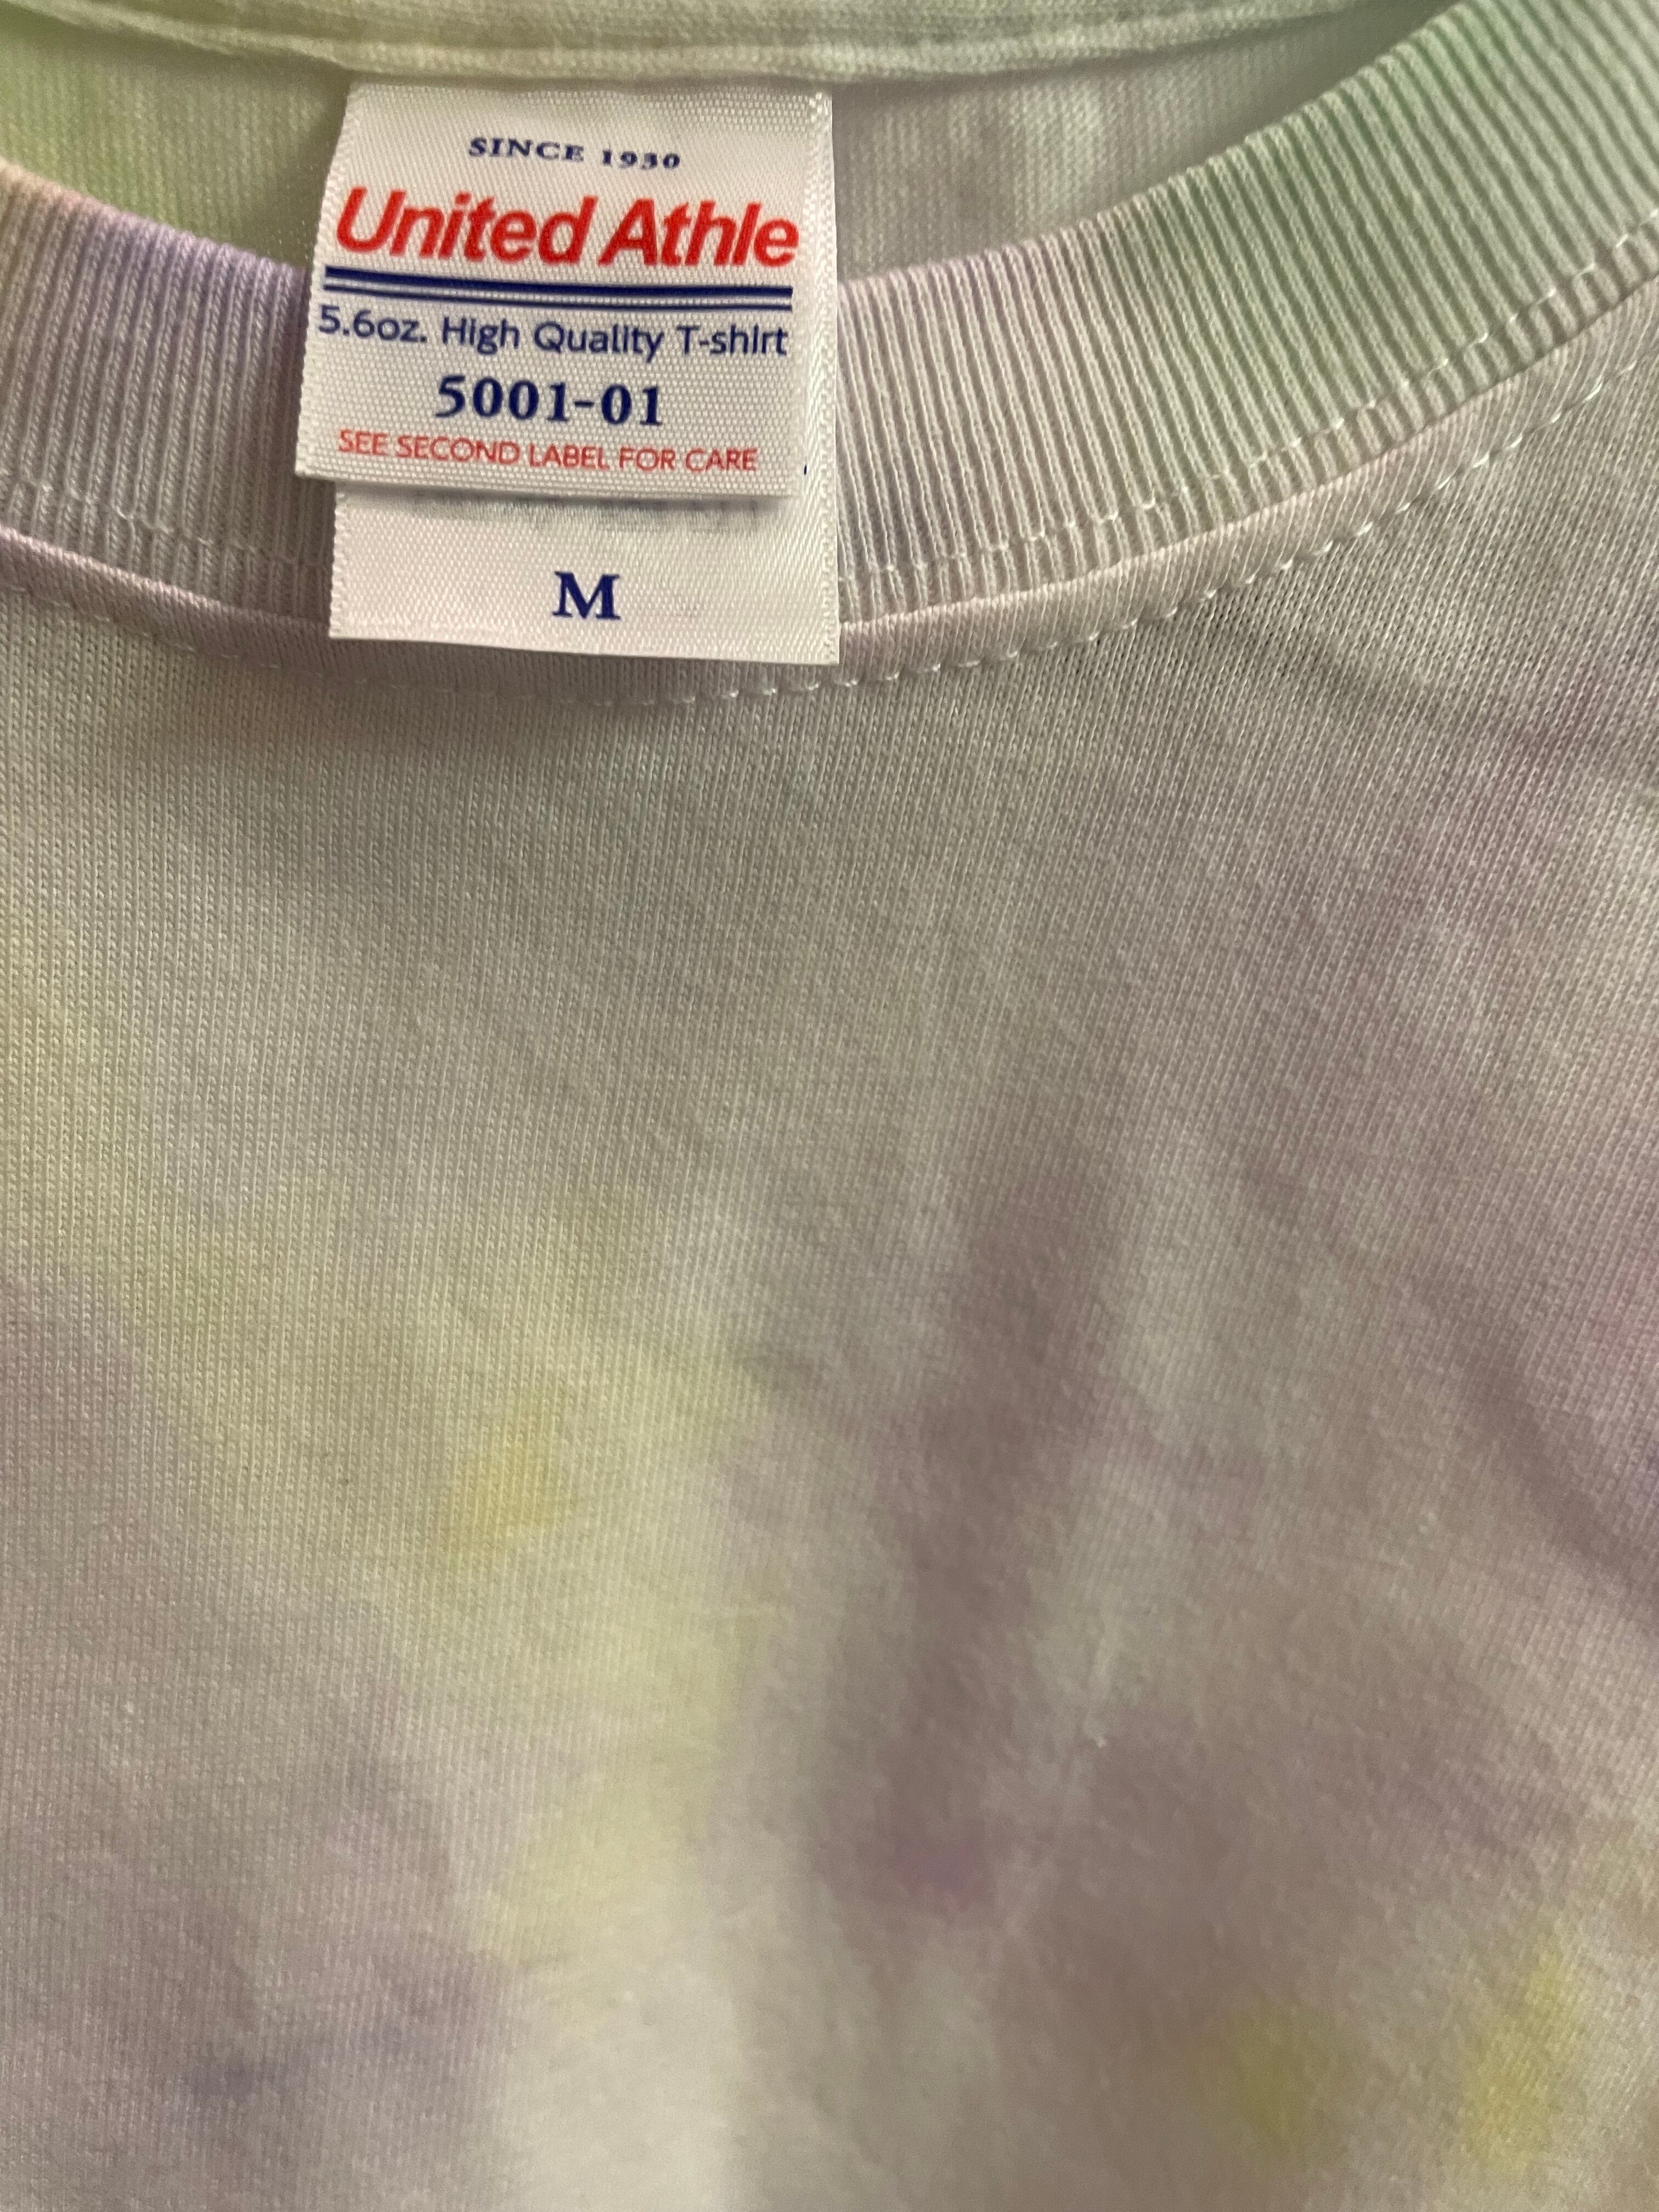 SINCE 1930
United Athle
5.6oz. High Quality T-shirt
5001-01
SEE SECOND LABEL FOR CARE
M